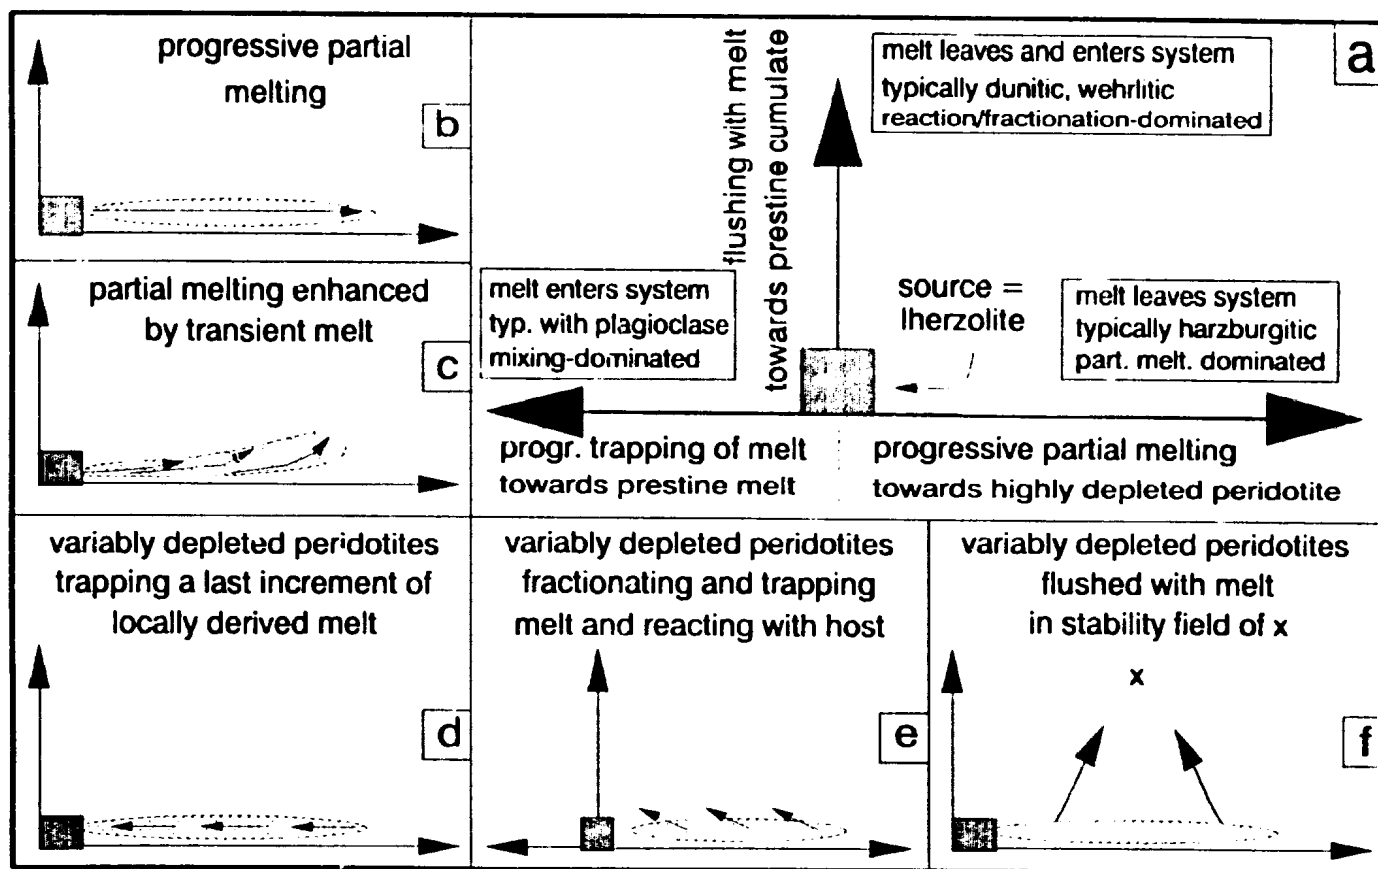 progressive partial
melting
b
flushing with melt
towards prestine cumulate
melt leaves and enters system
typically dunitic, wehrlitic
reaction/fractionation-dominated
a
melt enters system
typ. with plagioclase
mixing-dominated
source =
lherzolite
melt leaves system
typically harzburgitic
part. melt. dominated
progr. trapping of melt
towards prestine melt
progressive partial melting
towards highly depleted peridotite
partial melting enhanced
by transient melt
c
variably depleted peridotites
trapping a last increment of
locally derived melt
d
variably depleted peridotites
fractionating and trapping
melt and reacting with host
e
variably depleted peridotites
flushed with melt
in stability field of x
x
f